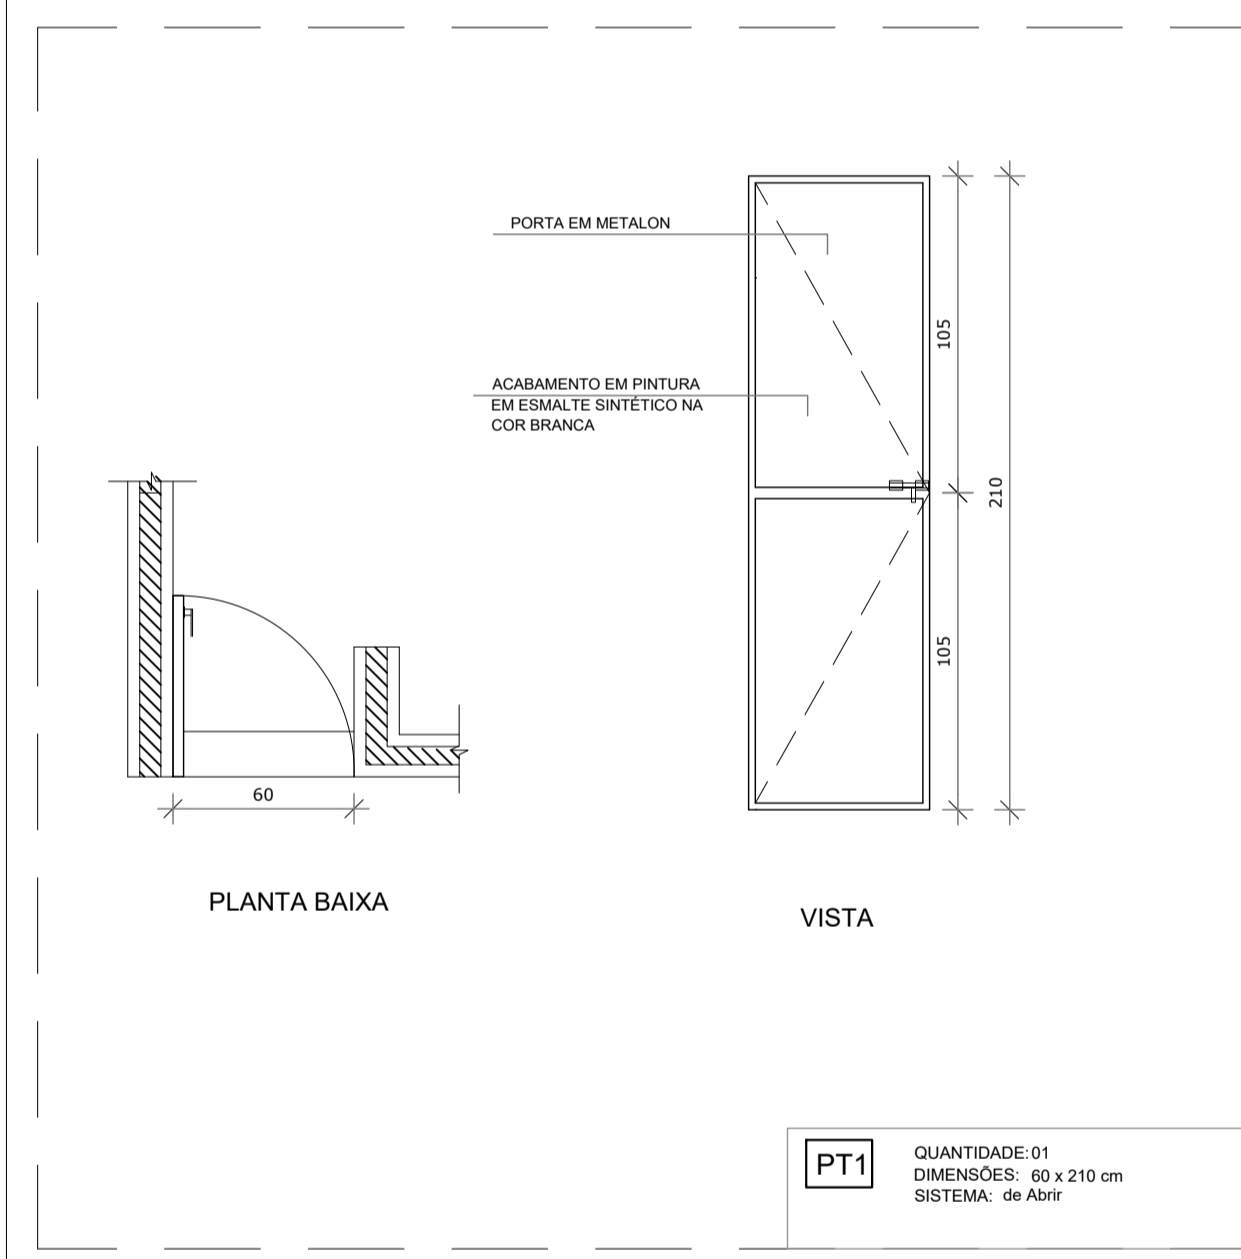 PORTA EM METALON
105
ACABAMENTO EM PINTURA
EM ESMALTE SINTÉTICO NA
COR BRANCA
210
105
60
PLANTA BAIXA
VISTA
PT1
QUANTIDADE: 01
DIMENSÕES: 60 x 210 cm
SISTEMA: de Abrir